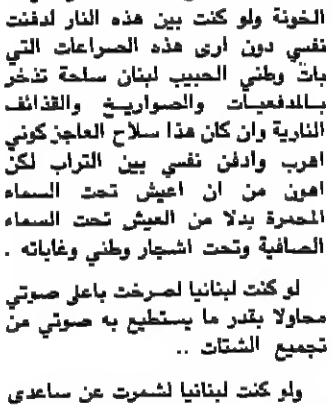 الخونة ولو كنت بين هذه النار لدفنت
نفسي دون ارى هذه الصراعات التي
بات وطني الحبيب لبنان ساحة تذخر
بالمدفعيات والصواريخ والقذائف
النارية وان كان هذا سلاح العاجز كوني
اهرب وادفن نفسي بين التراب لكن
اهون من ان اعيش تحت السماء
المحمرة بدلا من العيش تحت السماء
الصافية وتحت اشجار وطني وغاباته .
لو كنت لبنانيا لصرخت باعلى صوتي
محاولا بقدر ما يستطيع به صوتي من
تجميع الشتات ..
ولو كنت لبنانيا لشمرت عن ساعدي